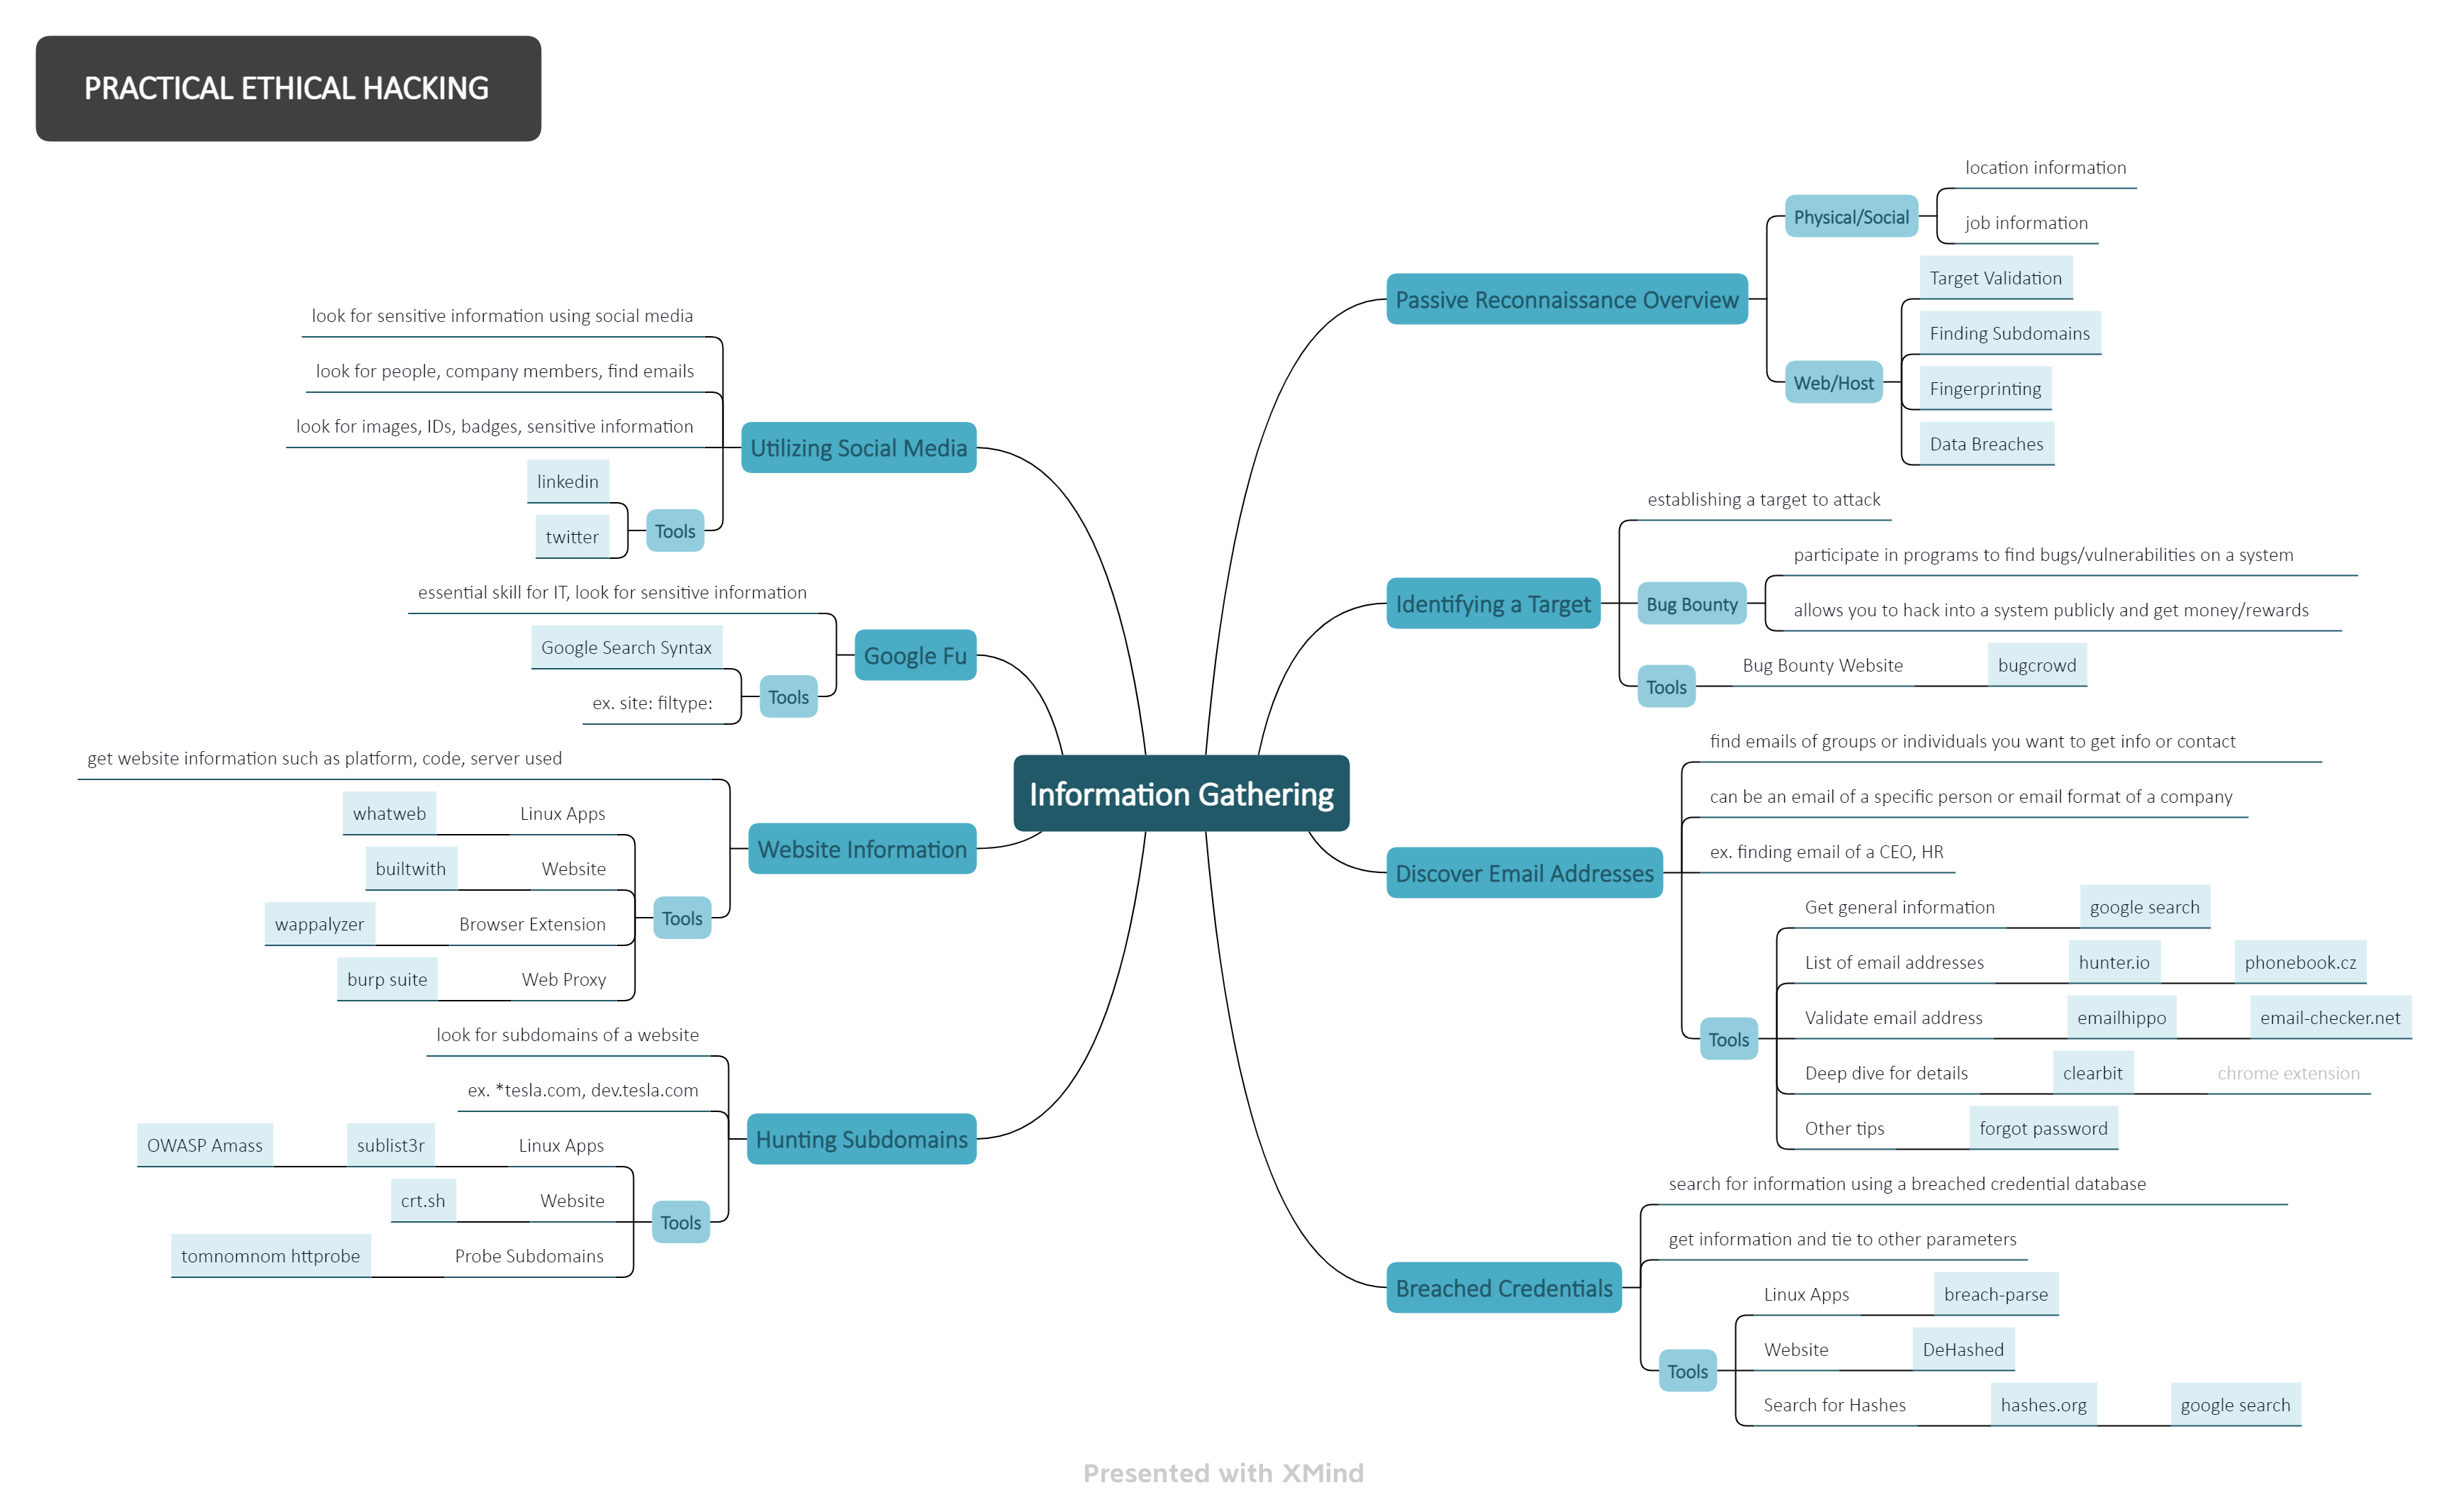 PRACTICAL ETHICAL HACKING
Information Gathering
Passive Reconnaissance Overview
Physical/Social
location information
job information
Web/Host
Target Validation
Finding Subdomains
Fingerprinting
Data Breaches
Identifying a Target
establishing a target to attack
Bug Bounty
participate in programs to find bugs/vulnerabilities on a system
allows you to hack into a system publicly and get money/rewards
Tools
Bug Bounty Website
bugcrowd
Discover Email Addresses
find emails of groups or individuals you want to get info or contact
can be an email of a specific person or email format of a company
ex. finding email of a CEO, HR
Tools
Get general information
google search
List of email addresses
hunter.io
phonebook.cz
Validate email address
emailhippo
email-checker.net
Deep dive for details
clearbit
chrome extension
Other tips
forgot password
Breached Credentials
search for information using a breached credential database
get information and tie to other parameters
Tools
Linux Apps
breach-parse
Website
DeHashed
Search for Hashes
hashes.org
google search
Utilizing Social Media
look for sensitive information using social media
look for people, company members, find emails
look for images, IDs, badges, sensitive information
Tools
linkedin
twitter
Google Fu
essential skill for IT, look for sensitive information
Tools
Google Search Syntax
ex. site: filtype:
Website Information
get website information such as platform, code, server used
Tools
Linux Apps
whatweb
Website
builtwith
Browser Extension
wappalyzer
Web Proxy
burp suite
Hunting Subdomains
look for subdomains of a website
ex. *tesla.com, dev.tesla.com
Tools
Linux Apps
sublist3r
OWASP Amass
Website
crt.sh
Probe Subdomains
tomnomnom httprobe
Presented with XMind